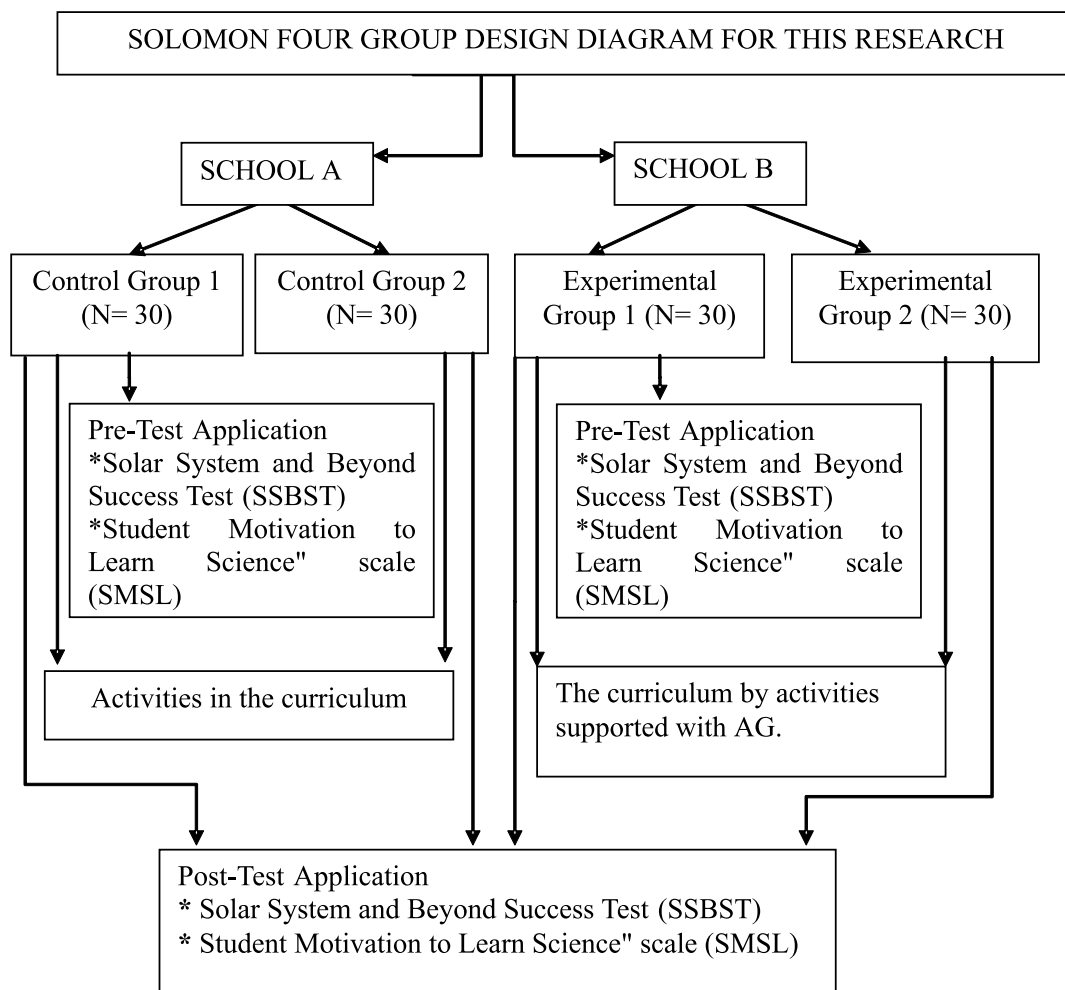 SOLOMON FOUR GROUP DESIGN DIAGRAM FOR THIS RESEARCH
SCHOOL A
SCHOOL B
Control Group 1
(N= 30)
Control Group 2
(N= 30)
Experimental
Group 1 (N= 30)
Experimental
Group 2 (N= 30)
Pre-Test Application
*Solar System and Beyond
Success Test (SSBST)
*Student Motivation to
Learn Science" scale
(SMSL)
Pre-Test Application
*Solar System and Beyond
Success Test (SSBST)
*Student Motivation to
Learn Science" scale
(SMSL)
Activities in the curriculum
The curriculum by activities
supported with AG.
Post-Test Application
* Solar System and Beyond Success Test (SSBST)
* Student Motivation to Learn Science" scale (SMSL)